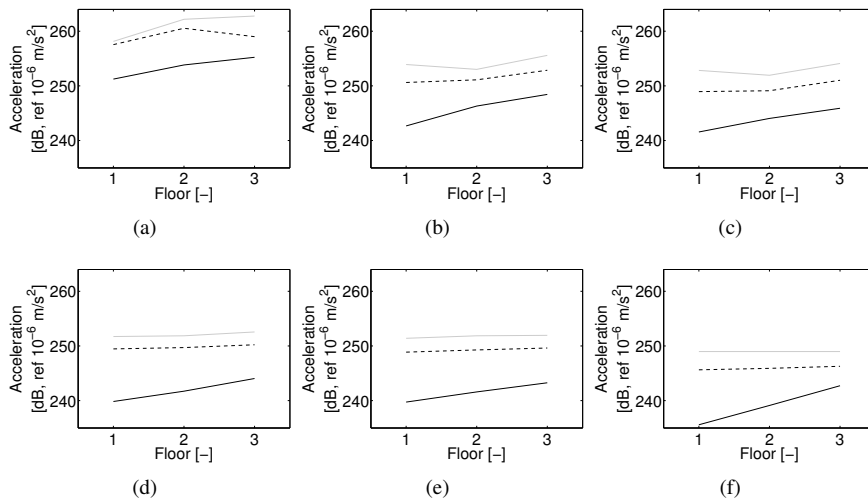 Acceleration
[dB, ref 10⁻⁶ m/s²]
260
250
240
1 2 3
Floor [−]
(a)
Acceleration
[dB, ref 10⁻⁶ m/s²]
260
250
240
1 2 3
Floor [−]
(b)
Acceleration
[dB, ref 10⁻⁶ m/s²]
260
250
240
1 2 3
Floor [−]
(c)
Acceleration
[dB, ref 10⁻⁶ m/s²]
260
250
240
1 2 3
Floor [−]
(d)
Acceleration
[dB, ref 10⁻⁶ m/s²]
260
250
240
1 2 3
Floor [−]
(e)
Acceleration
[dB, ref 10⁻⁶ m/s²]
260
250
240
1 2 3
Floor [−]
(f)